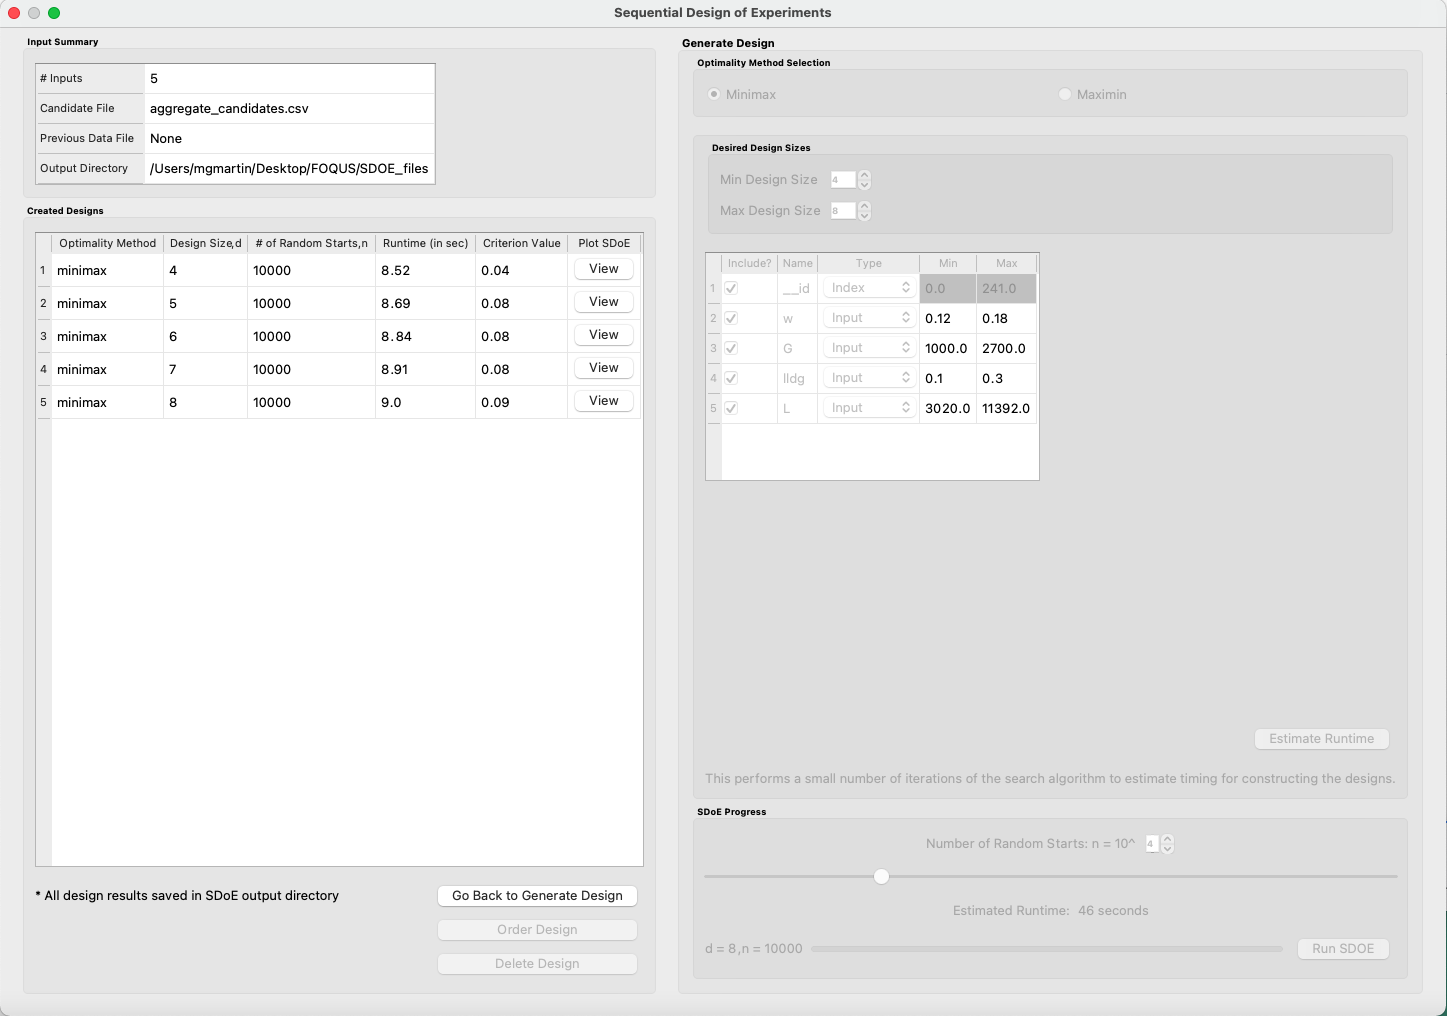 Sequential Design of Experiments
Input Summary
# Inputs 5
Candidate File aggregate_candidates.csv
Previous Data File None
Output Directory /Users/mgmartin/Desktop/FOQUS/SDOE_files
Created Designs
Optimality Method Design Size,d # of Random Starts,n Runtime (in sec) Criterion Value Plot SDoE
1 minimax 4 10000 8.52 0.04 View
2 minimax 5 10000 8.69 0.08 View
3 minimax 6 10000 8.84 0.08 View
4 minimax 7 10000 8.91 0.08 View
5 minimax 8 10000 9.0 0.09 View
* All design results saved in SDoE output directory
Go Back to Generate Design
Order Design
Delete Design
Generate Design
Optimality Method Selection
Minimax Maximin
Desired Design Sizes
Min Design Size 4
Max Design Size 8
Include? Name Type Min Max
1 __id Index 0.0 241.0
2 w Input 0.12 0.18
3 G Input 1000.0 2700.0
4 lldg Input 0.1 0.3
5 L Input 3020.0 11392.0
Estimate Runtime
This performs a small number of iterations of the search algorithm to estimate timing for constructing the designs.
SDoE Progress
Number of Random Starts: n = 10^ 4
Estimated Runtime: 46 seconds
d = 8,n = 10000 Run SDOE